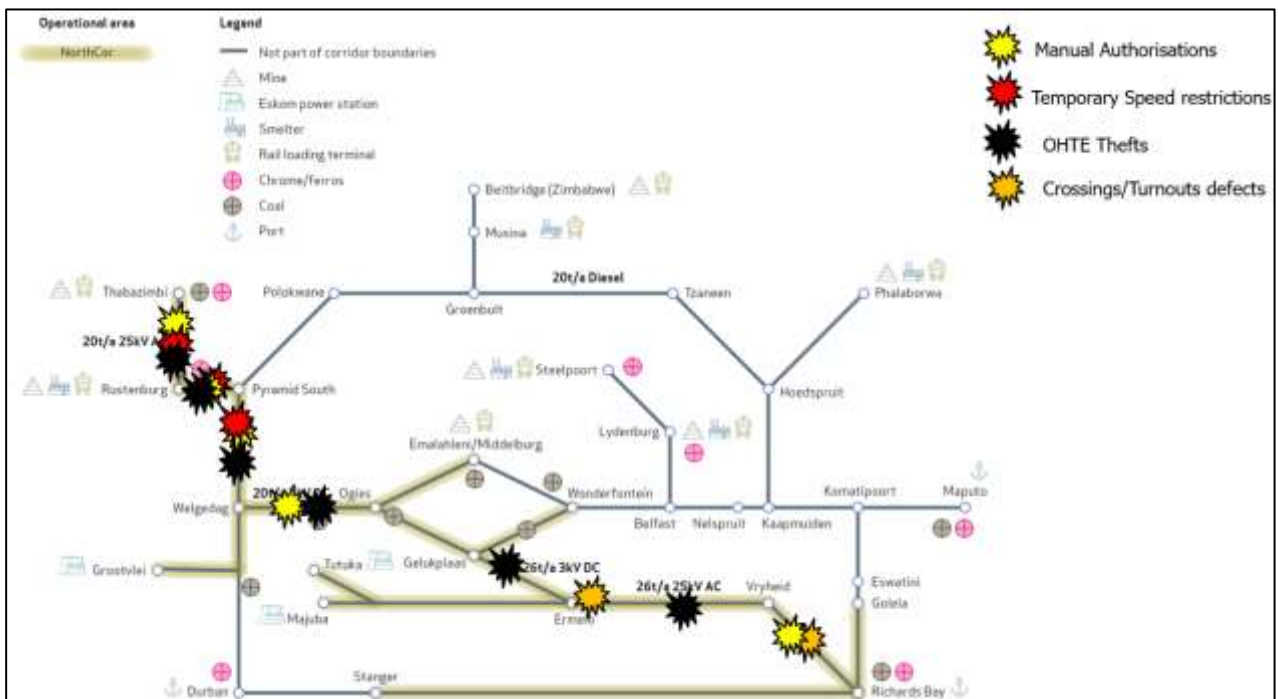 Operational area
NorthCor
Legend
Not part of corridor boundaries
Mine
Eskom power station
Smelter
Rail loading terminal
Chrome/ferros
Coal
Port
Manual Authorisations
Temporary Speed restrictions
OHTE Thefts
Crossings/Turnouts defects
Beitbridge (Zimbabwe)
Musina
20t/a Diesel
Thabazimbi
Polokwane
Groenbult
Tzaneen
Phalaborwa
20t/a 25kV
Steelpoort
Rustenburg
Pyramid South
Hoedspruit
Lydenburg
Emalahleni/Middelburg
Welgedag
Ogies
Wonderfontein
Belfast
Nelspruit
Kaapmuiden
Komatipoort
Maputo
Grootvlei
Tutuka
Gelukplaas
26t/a 3kV DC
26t/a 25kV AC
Vryheid
Eswatini
Golela
Majuba
Ermelo
Stanger
Durban
Richards Bay